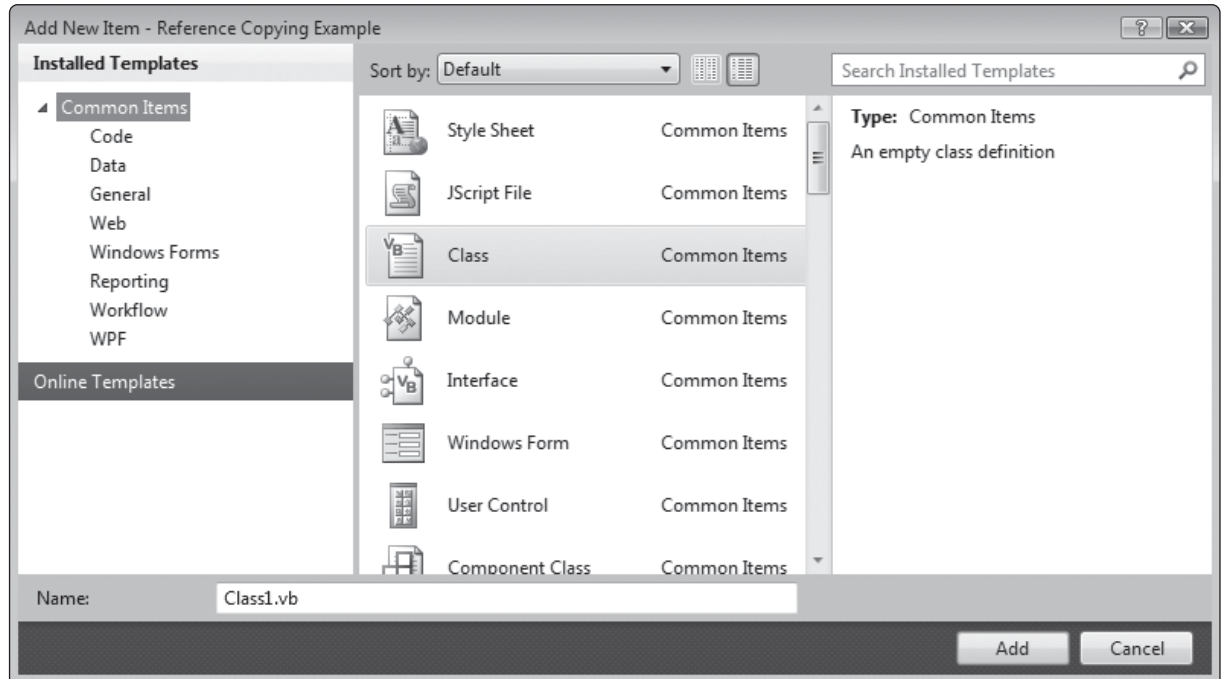 Add New Item - Reference Copying Example
Installed Templates
Common Items
Code
Data
General
Web
Windows Forms
Reporting
Workflow
WPF
Online Templates
Sort by: Default
Style Sheet Common Items
JScript File Common Items
Class Common Items
Module Common Items
Interface Common Items
Windows Form Common Items
User Control Common Items
Component Class Common Items
Search Installed Templates
Type: Common Items
An empty class definition
Name: Class1.vb
Add Cancel